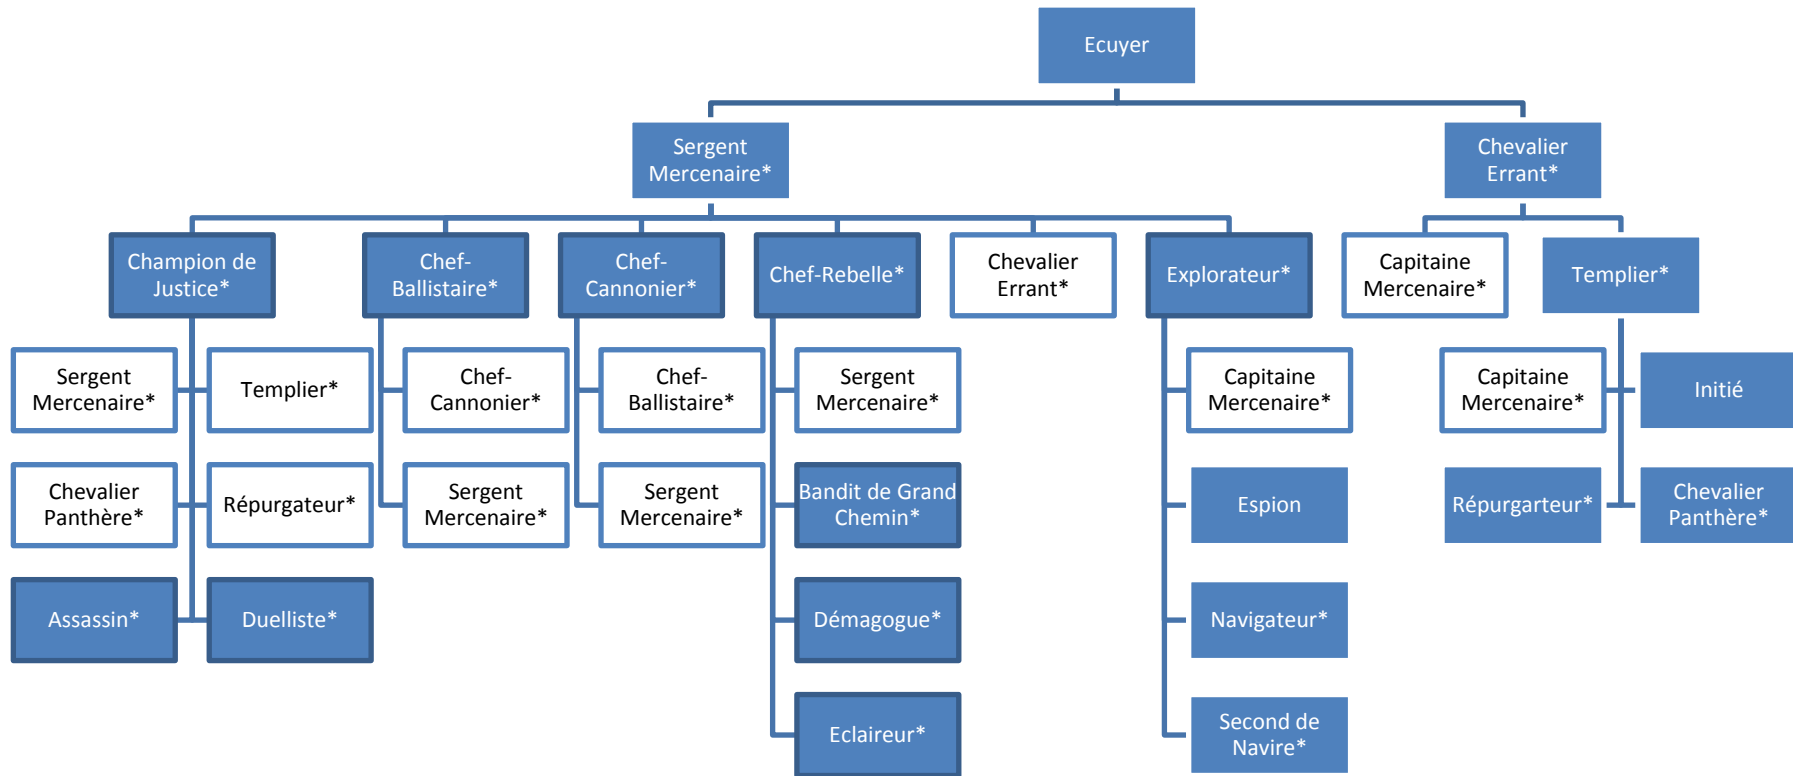 Ecuyer
Sergent
Mercenaire*
Chevalier
Errant*
Champion de
Justice*
Chef-
Ballistaire*
Chef-
Cannonier*
Chef-Rebelle*
Chevalier
Errant*
Explorateur*
Capitaine
Mercenaire*
Templier*
Sergent
Mercenaire*
Templier*
Chef-
Cannonier*
Chef-
Ballistaire*
Sergent
Mercenaire*
Capitaine
Mercenaire*
Capitaine
Mercenaire*
Initié
Chevalier
Panthère*
Répurgateur*
Sergent
Mercenaire*
Sergent
Mercenaire*
Bandit de Grand
Chemin*
Espion
Répurgarteur*
Chevalier
Panthère*
Assassin*
Duelliste*
Démagogue*
Navigateur*
Eclaireur*
Second de
Navire*